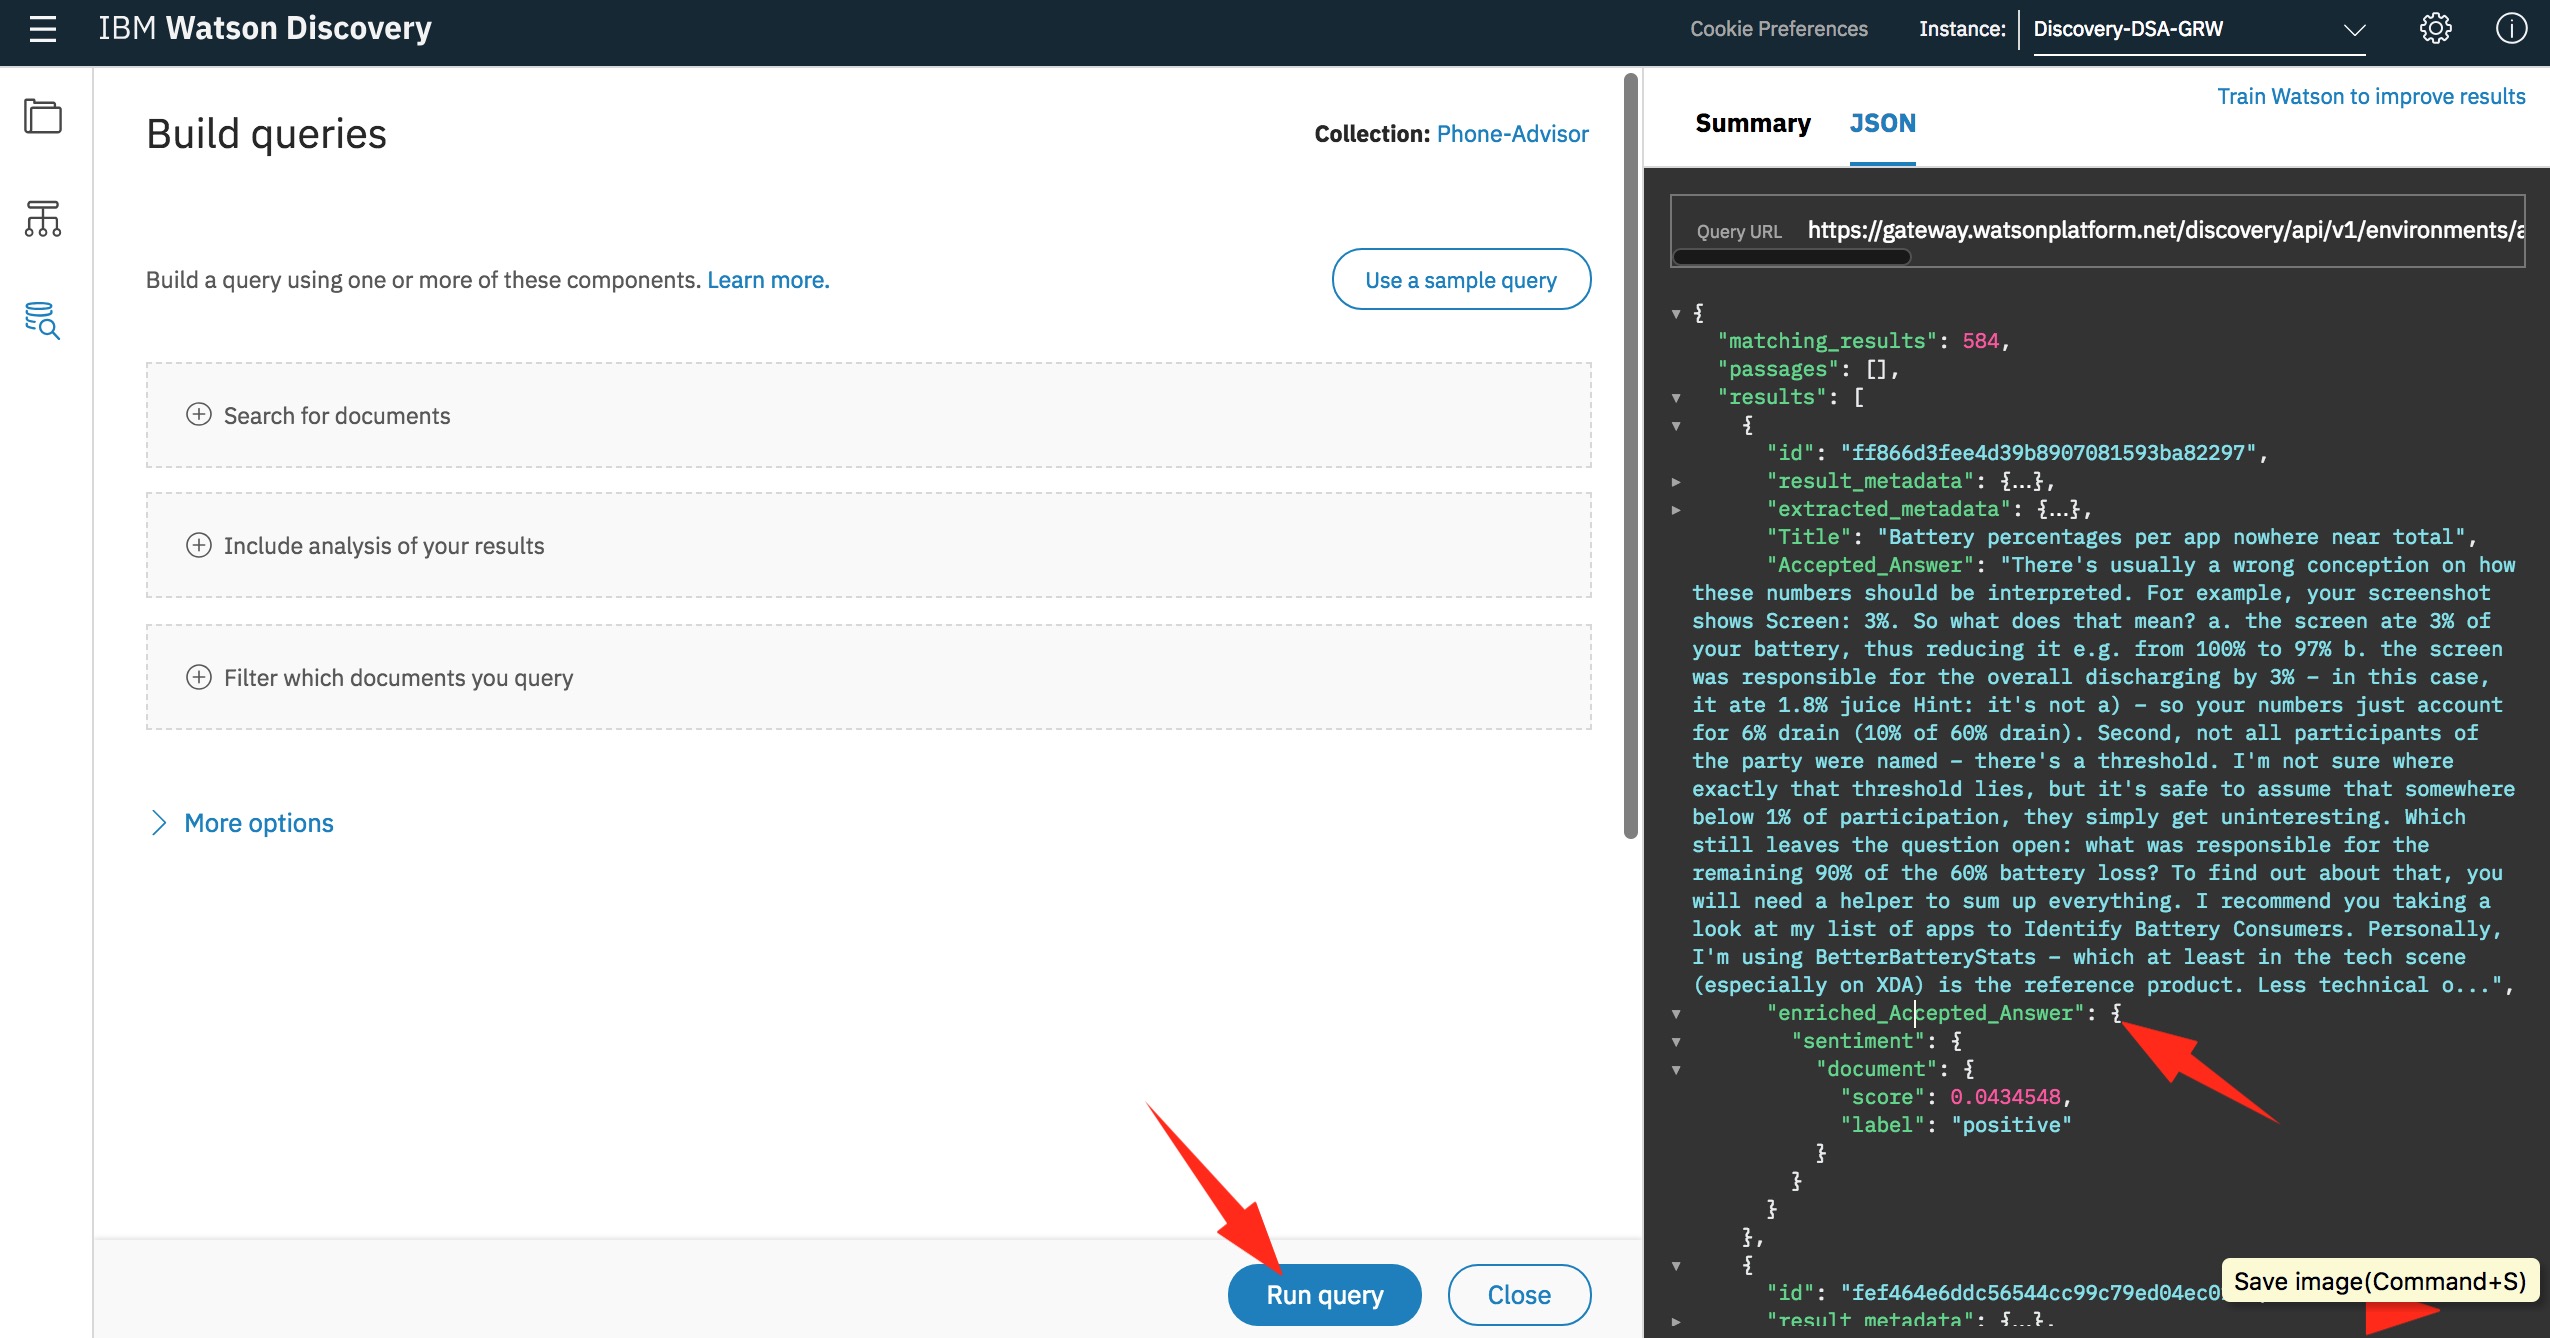 IBM Watson Discovery
Cookie Preferences
Instance:
Discovery-DSA-GRW
Build queries
Collection: Phone-Advisor
Build a query using one or more of these components. Learn more.
Use a sample query
Search for documents
Include analysis of your results
Filter which documents you query
More options
Run query
Close
Train Watson to improve results
Summary
JSON
Query URL https://gateway.watsonplatform.net/discovery/api/v1/environments/
{
"matching_results": 584,
"passages": [],
"results": [
{
"id": "ff866d3fee4d39b8907081593ba82297",
"result_metadata": {...},
"extracted_metadata": {...},
"Title": "Battery percentages per app nowhere near total",
"Accepted_Answer": "There's usually a wrong conception on how
these numbers should be interpreted. For example, your screenshot
shows Screen: 3%. So what does that mean? a. the screen ate 3% of
your battery, thus reducing it e.g. from 100% to 97% b. the screen
was responsible for the overall discharging by 3% – in this case,
it ate 1.8% juice Hint: it's not a) – so your numbers just account
for 6% drain (10% of 60% drain). Second, not all participants of
the party were named – there's a threshold. I'm not sure where
exactly that threshold lies, but it's safe to assume that somewhere
below 1% of participation, they simply get uninteresting. Which
still leaves the question open: what was responsible for the
remaining 90% of the 60% battery loss? To find out about that, you
will need a helper to sum up everything. I recommend you taking a
look at my list of apps to Identify Battery Consumers. Personally,
I'm using BetterBatteryStats – which at least in the tech scene
(especially on XDA) is the reference product. Less technical o...",
"enriched_Accepted_Answer": {
"sentiment": {
"document": {
"score": 0.0434548,
"label": "positive"
}
}
}
},
{
"id": "fef464e6ddc56544cc99c79ed04ec0
"result_metadata": {...},
Save image(Command+S)